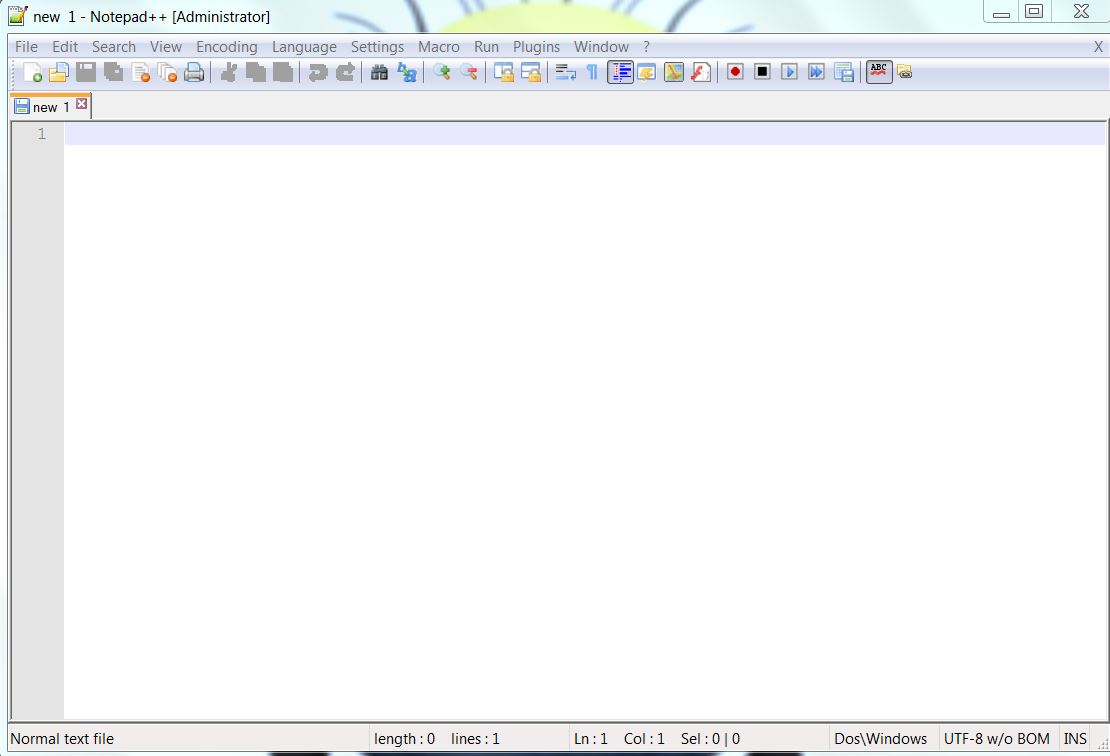 new 1 - Notepad++ [Administrator]
File Edit Search View Encoding Language Settings Macro Run Plugins Window ? X
ABC
new 1
1
Normal text file length : 0 lines : 1 Ln : 1 Col : 1 Sel : 0 | 0 Dos\Windows UTF-8 w/o BOM INS